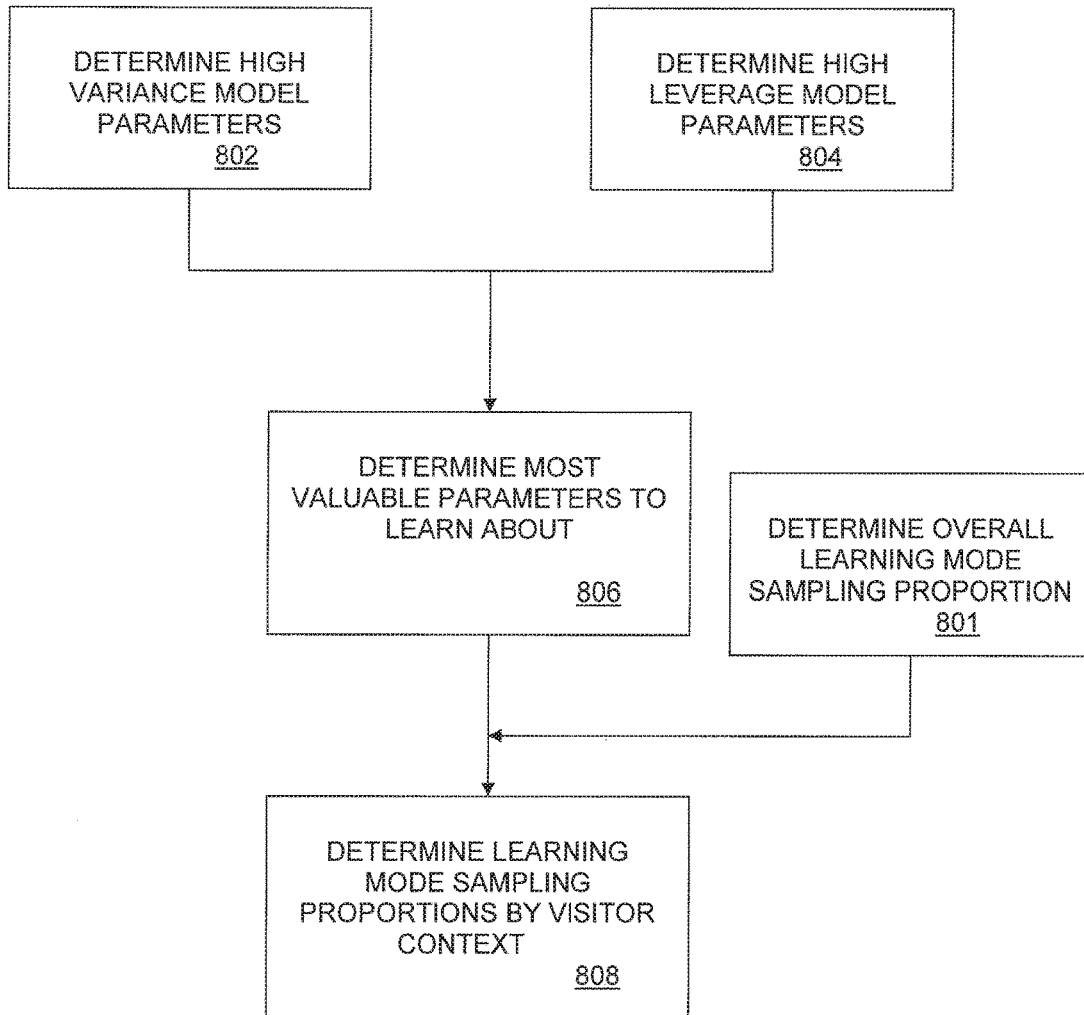 DETERMINE HIGH
VARIANCE MODEL
PARAMETERS
802
DETERMINE HIGH
LEVERAGE MODEL
PARAMETERS
804
DETERMINE MOST
VALUABLE PARAMETERS TO
LEARN ABOUT
806
DETERMINE OVERALL
LEARNING MODE
SAMPLING PROPORTION
801
DETERMINE LEARNING
MODE SAMPLING
PROPORTIONS BY VISITOR
CONTEXT
808